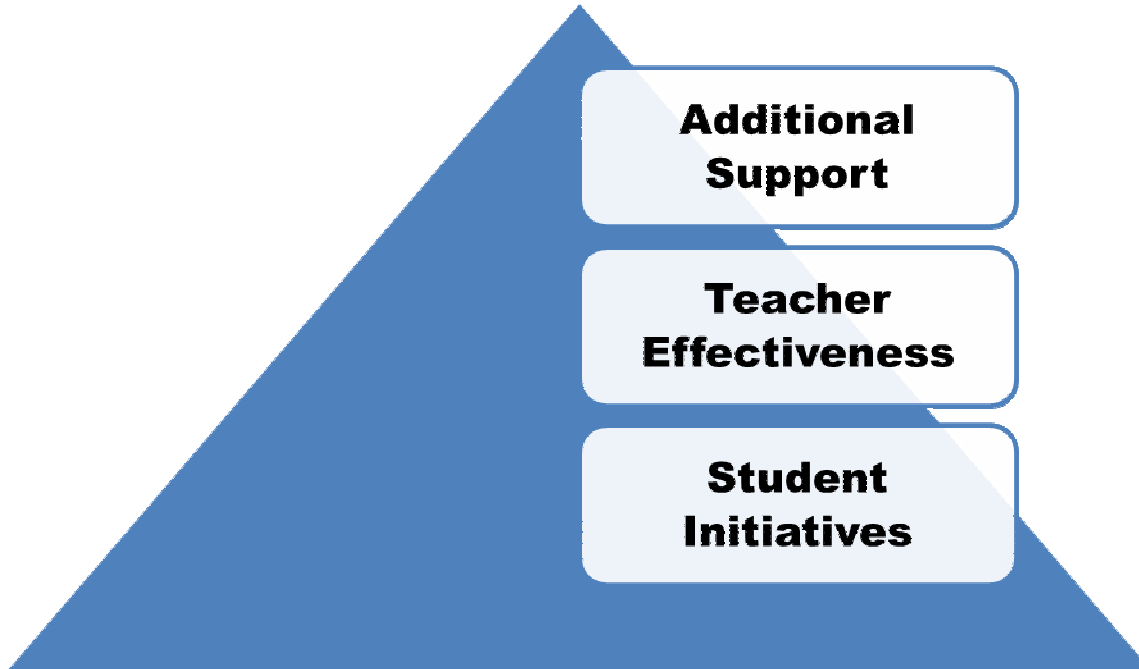 Additional
Support
Teacher
Effectiveness
Student
Initiatives